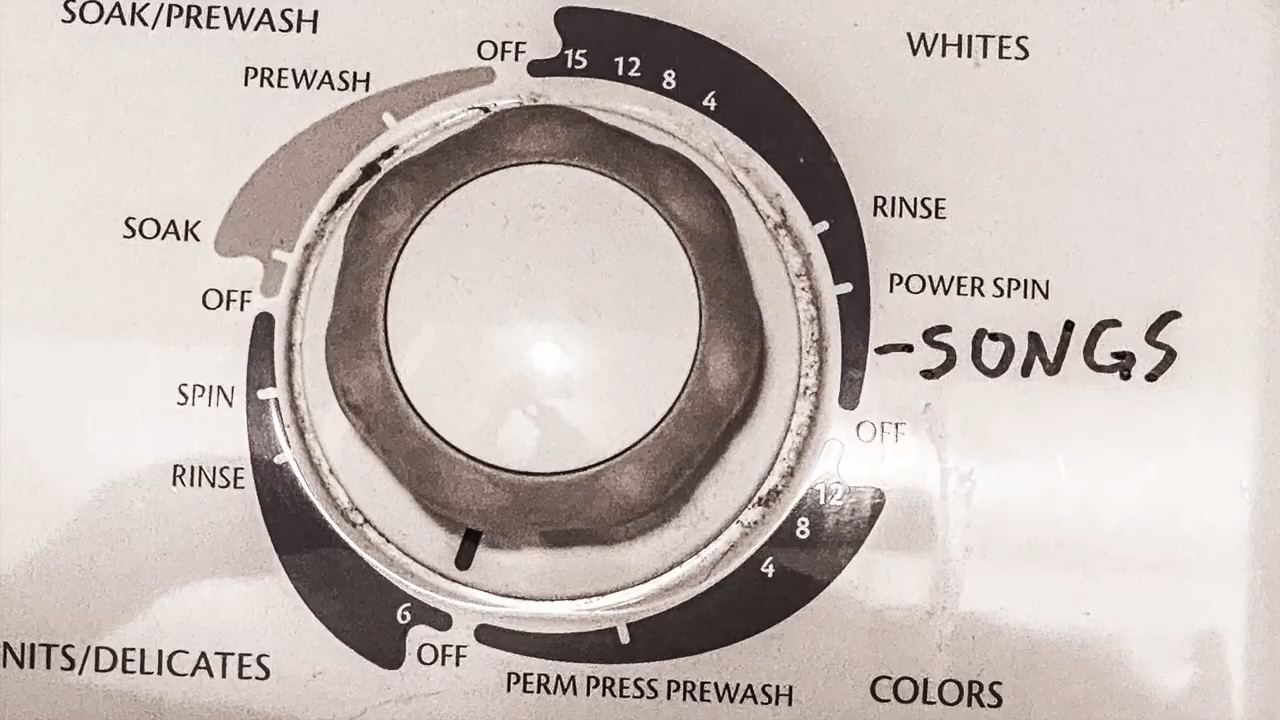 SOAK/PREWASH
OFF
15 12 8 4
WHITES
PREWASH
SOAK
RINSE
OFF
POWER SPIN
-SONGS
SPIN
OFF
RINSE
12
8
4
6
OFF
NITS/DELICATES
PERM PRESS PREWASH
COLORS